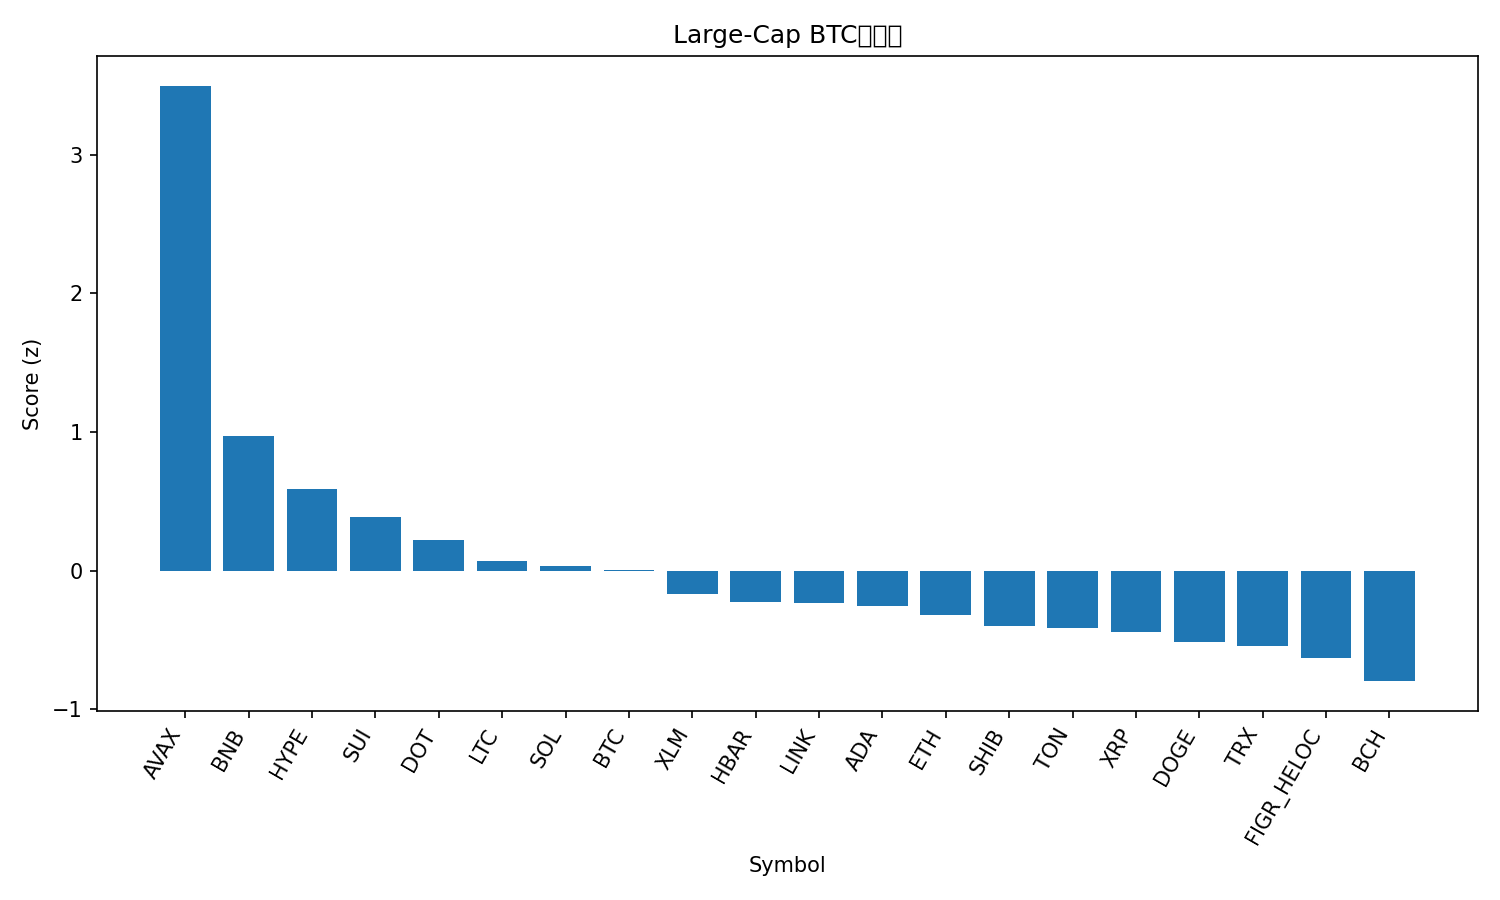 Large-Cap BTC□□□
Score (z)
3
2
1
0
−1
AVAX
BNB
HYPE
SUI
DOT
LTC
SOL
BTC
XLM
HBAR
LINK
ADA
ETH
SHIB
TON
XRP
DOGE
TRX
FIGR_HELOC
BCH
Symbol